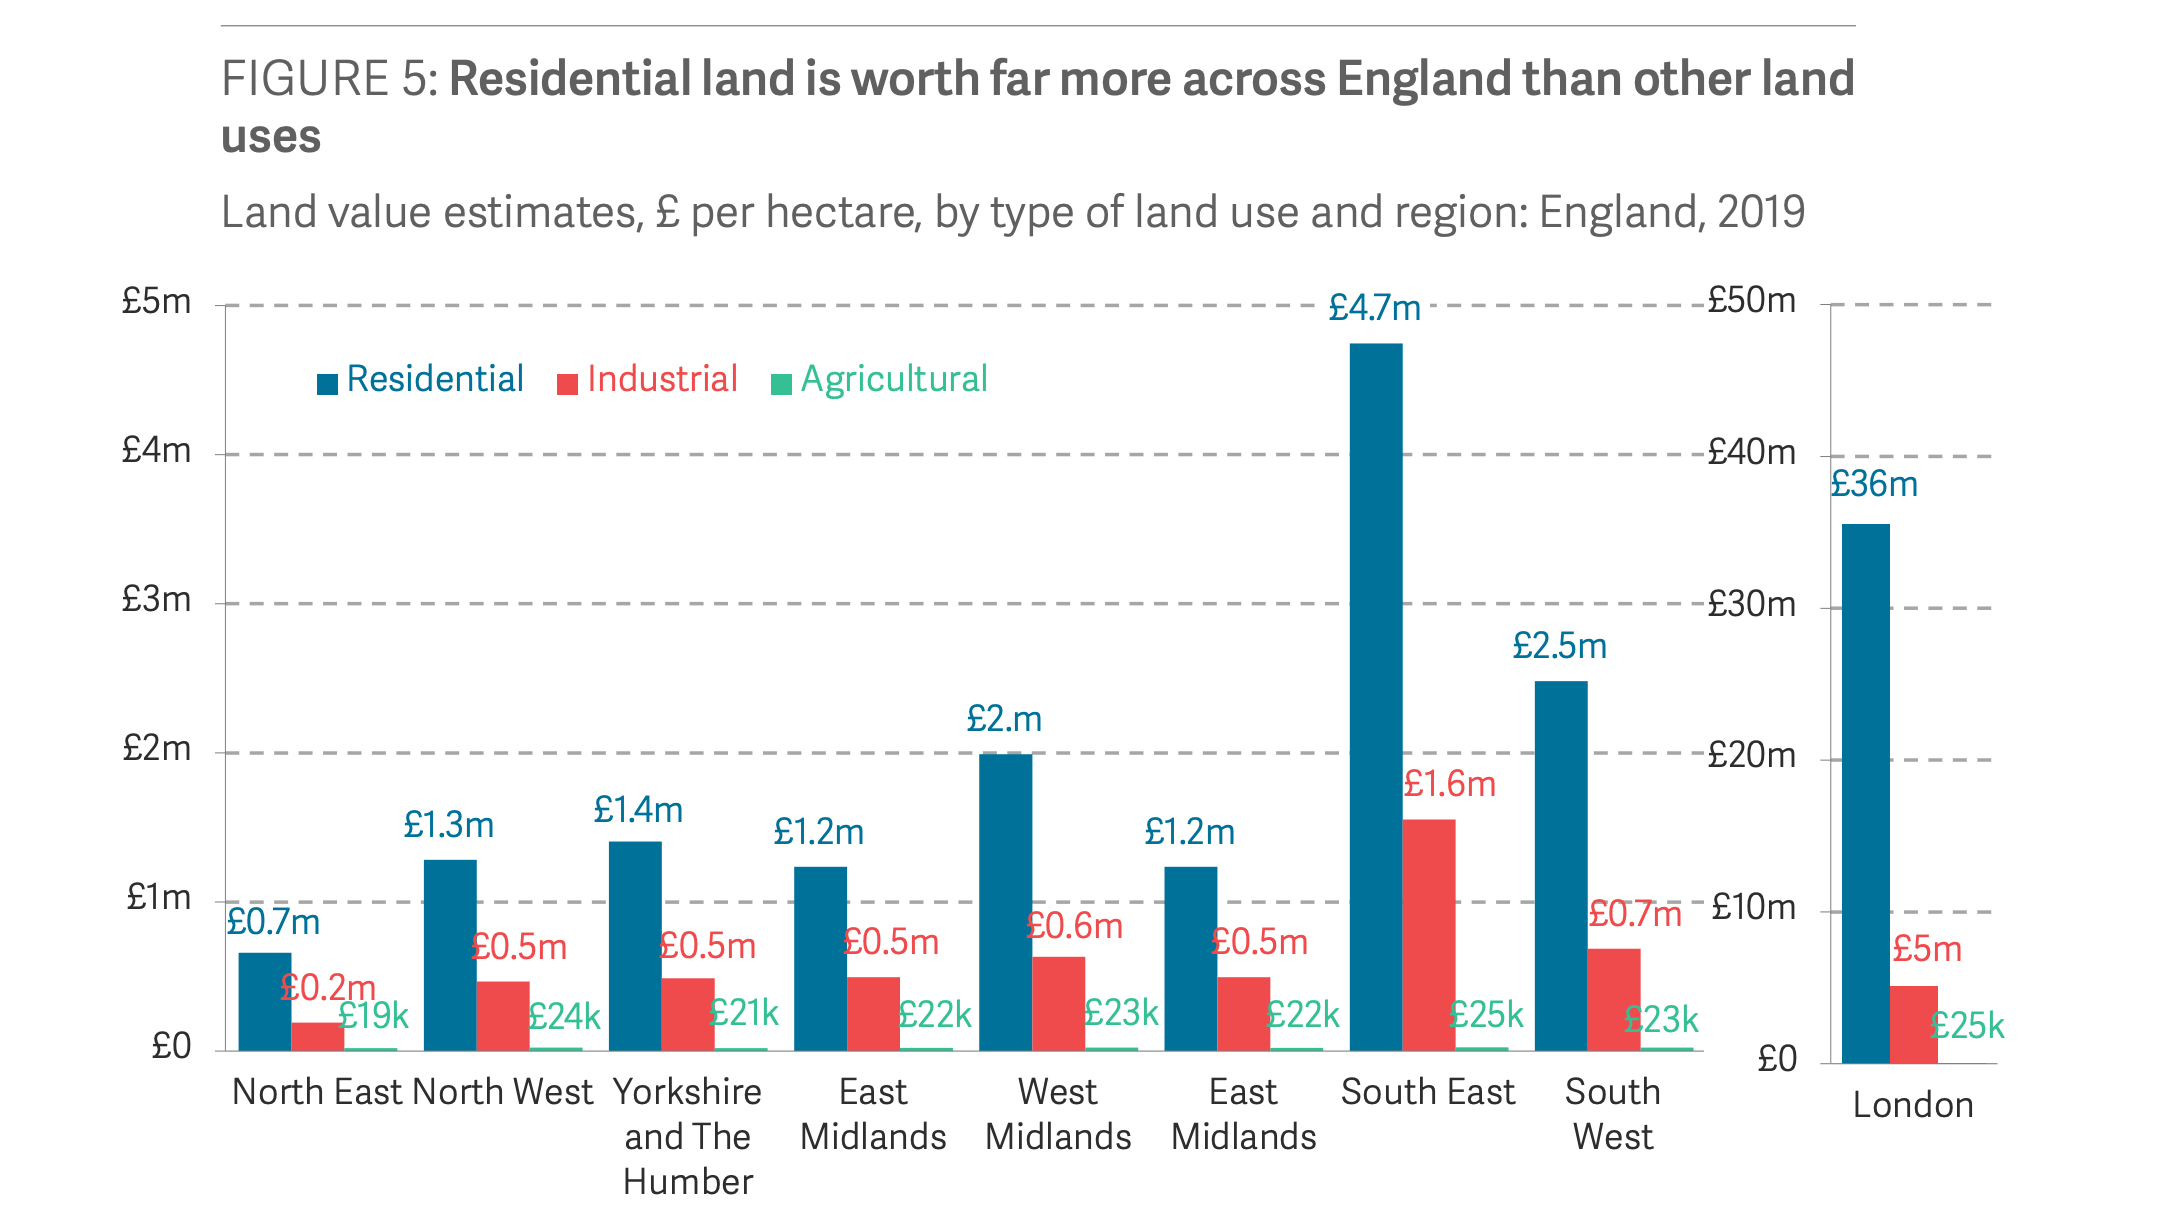 FIGURE 5: Residential land is worth far more across England than other land
uses
Land value estimates, £ per hectare, by type of land use and region: England, 2019
£5m
£4m
£3m
£2m
£1m
£0
Residential
Industrial
Agricultural
£0.7m
£0.2m
£19k
£1.3m
£0.5m
£24k
£1.4m
£0.5m
£21k
£1.2m
£0.5m
£22k
£2.m
£0.6m
£23k
£1.2m
£0.5m
£22k
£4.7m
£1.6m
£25k
£2.5m
£0.7m
£23k
North East
North West
Yorkshire
and The
Humber
East
Midlands
West
Midlands
East
Midlands
South East
South
West
£50m
£40m
£30m
£20m
£10m
£0
£36m
£5m
£25k
London